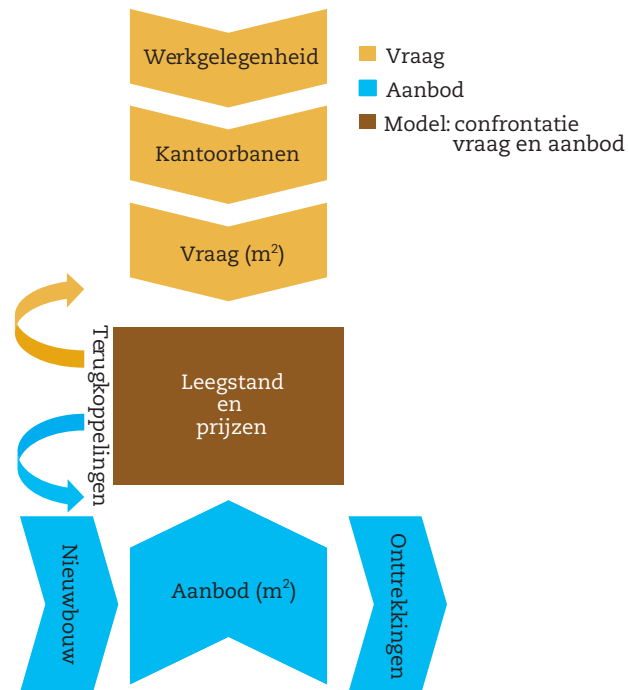 Werkgelegenheid
Kantoorbanen
Vraag (m²)
Vraag
Aanbod
Model: confrontatie
vraag en aanbod
Terugkoppelingen
Leegstand
en
prijzen
Nieuwbouw
Aanbod (m²)
Onttrekkingen